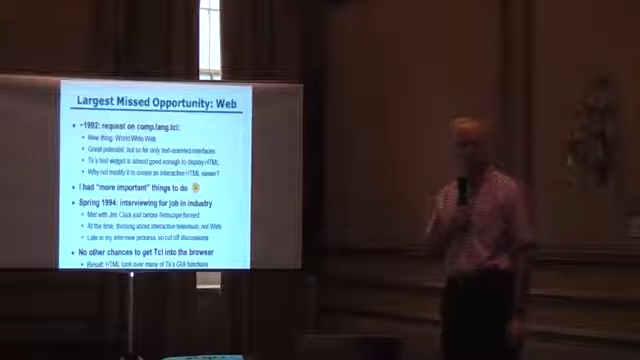 Largest Missed Opportunity: Web
• ~1992: request on comp.lang.tcl:
• New thing: World Wide Web
• Great potential, but so far only text-oriented interfaces
• Tk's text widget is almost good enough to display HTML
• Why not modify it to create an interactive HTML viewer?
• I had "more important" things to do
• Spring 1994: interviewing for job in industry
• Met with Jim Clark just before Netscape formed
• At the time, thinking about interactive television, not Web
• Late in my interview process, so cut off discussions
• No other chances to get Tcl into the browser
• Result: HTML took over many of Tk's GUI functions